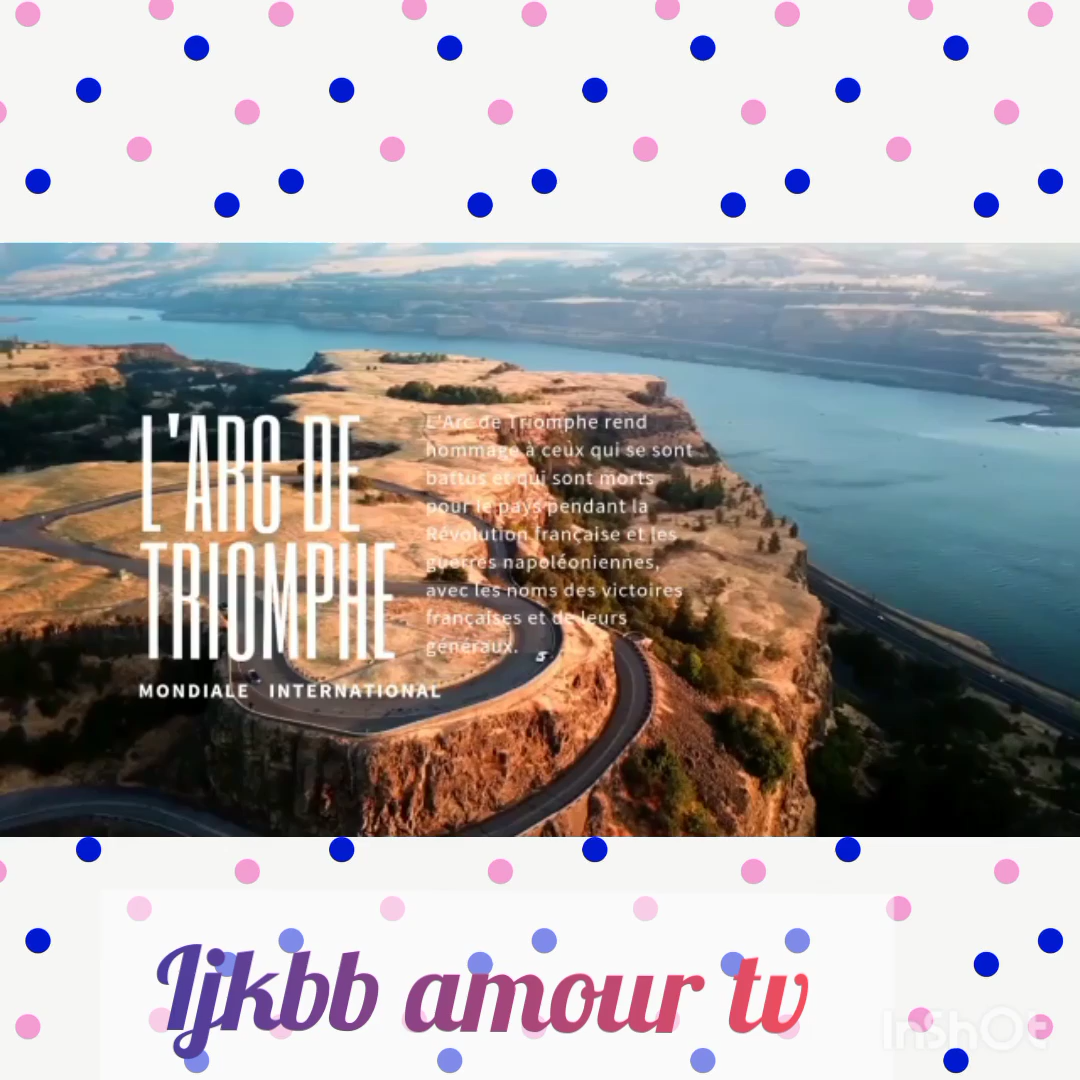 L'ARC DE
TRIOMPHE
MONDIALE INTERNATIONAL
L'Arc de Triomphe rend
hommage à ceux qui se sont
battus et qui sont morts
pour le pays pendant la
Révolution française et les
guerres napoléoniennes,
avec les noms des victoires
françaises et de leurs
généraux.
Ijkbb amour tv
InShOt